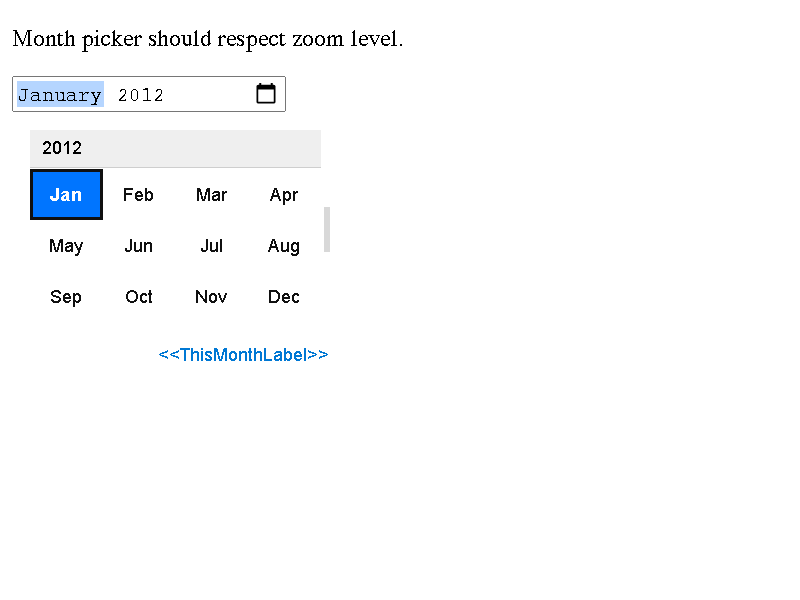 Month picker should respect zoom level.
January 2012
2012
Jan Feb Mar Apr
May Jun Jul Aug
Sep Oct Nov Dec
<<ThisMonthLabel>>